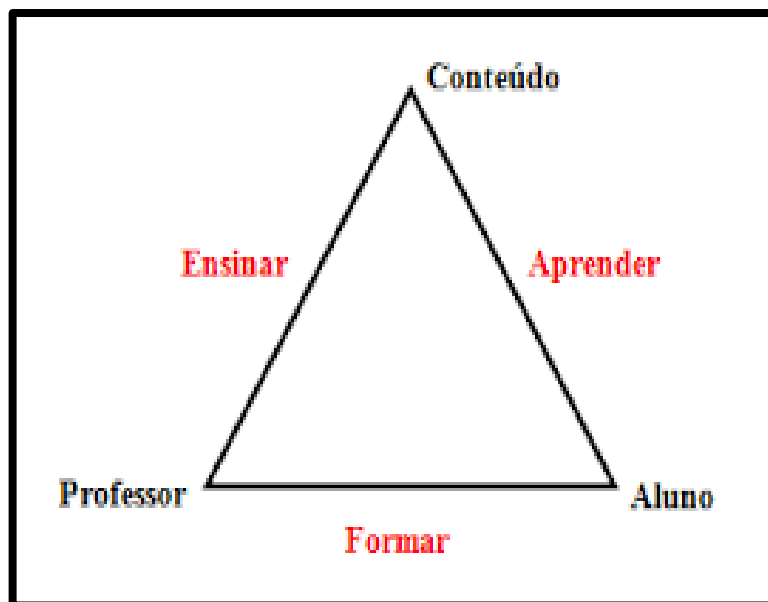 Conteúdo
Ensinar
Aprender
Professor
Aluno
Formar